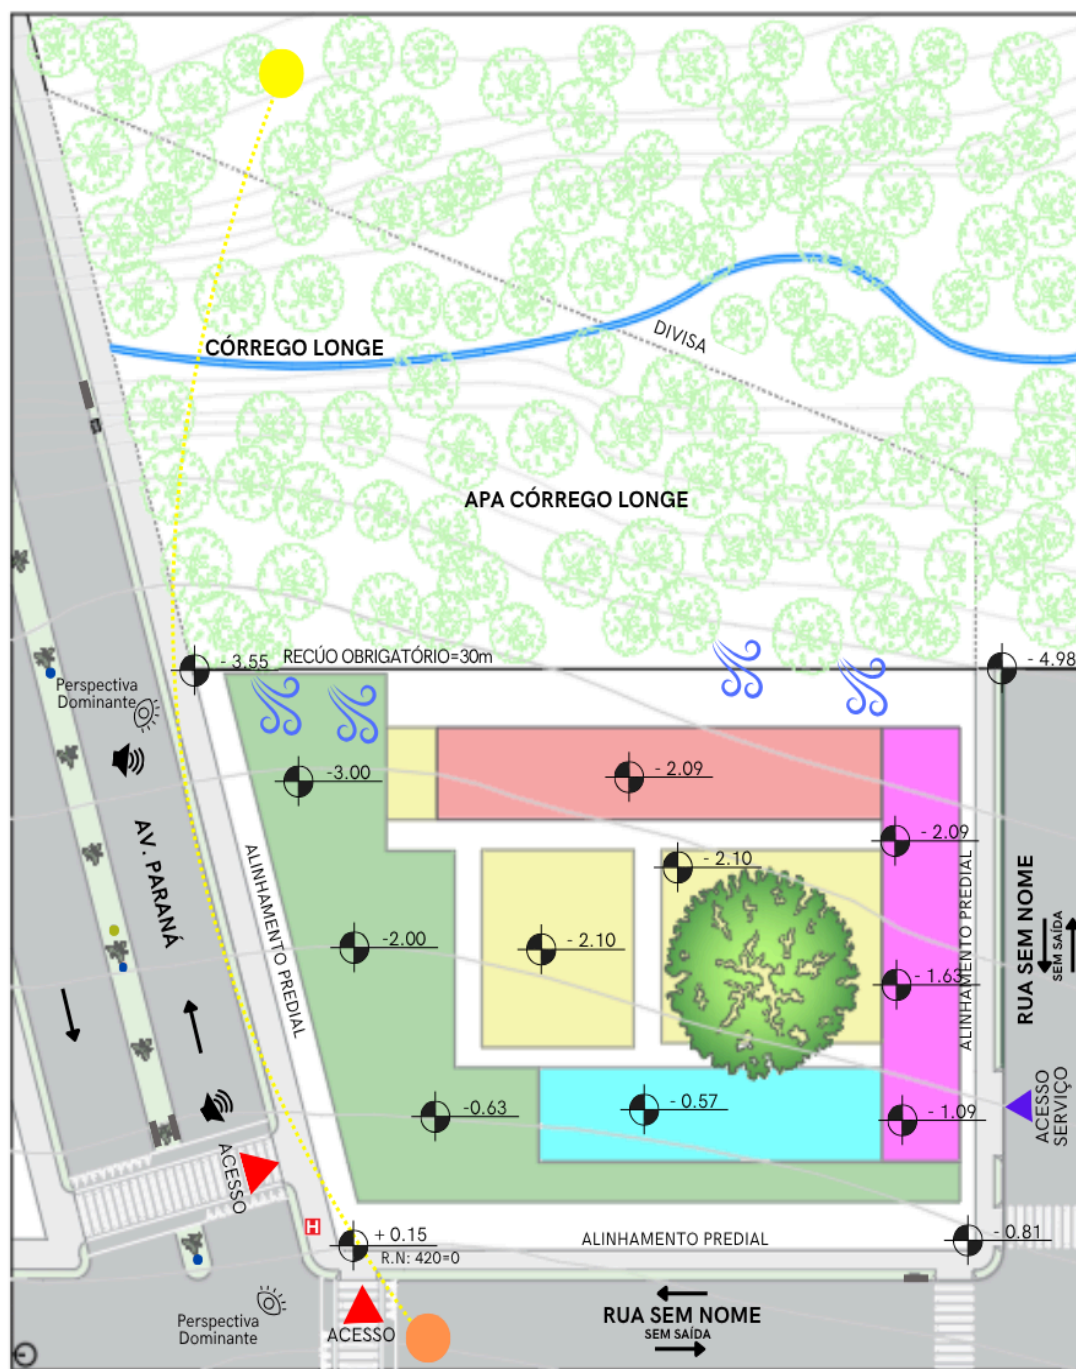 CÓRREGO LONGE
DIVISA
APA CÓRREGO LONGE
- 3.55
RECÚO OBRIGATÓRIO=30m
- 4.98
Perspectiva
Dominante
-3.00
- 2.09
- 2.09
- 2.10
AV. PARANÁ
ALINHAMENTO PREDIAL
-2.00
- 2.10
- 1.63
ALINHAMENTO PREDIAL
RUA SEM NOME
SEM SAÍDA
-0.63
- 0.57
- 1.09
ACESSO
SERVIÇO
ACESSO
H
+ 0.15
R.N: 420=0
ALINHAMENTO PREDIAL
- 0.81
Perspectiva
Dominante
ACESSO
RUA SEM NOME
SEM SAÍDA